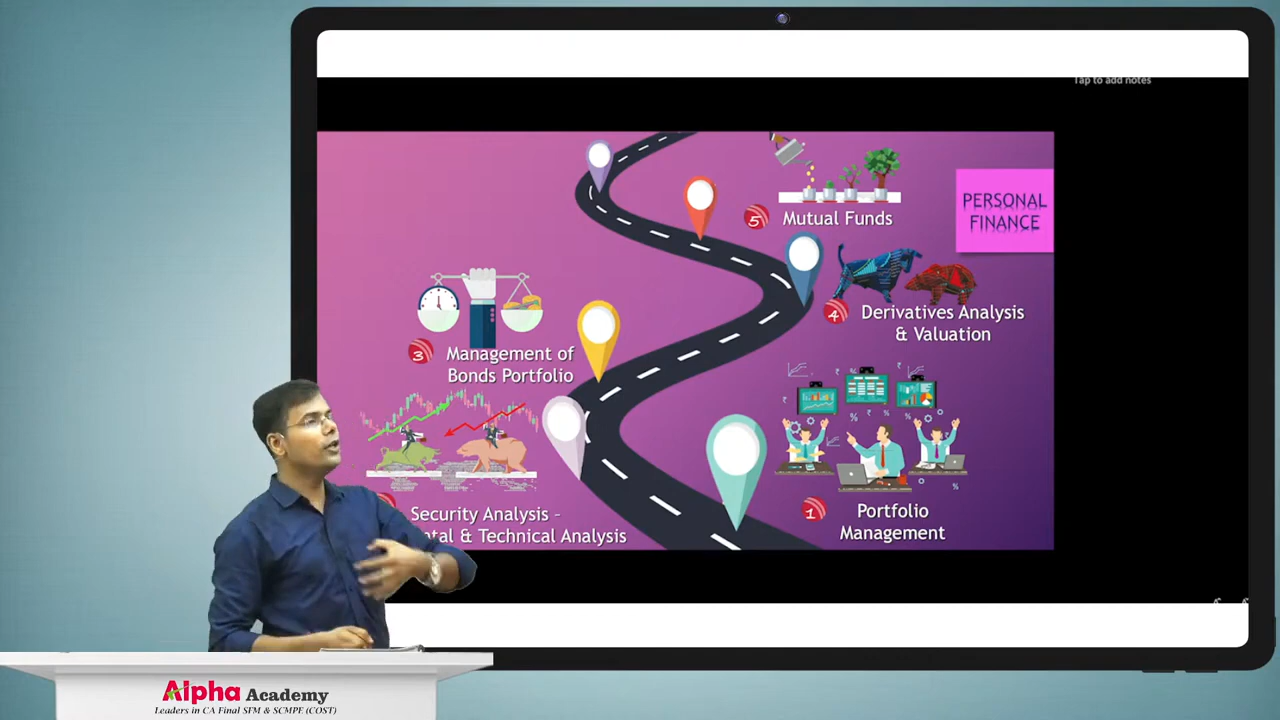 Tap to add notes
PERSONAL
FINANCE
5
Mutual Funds
4
Derivatives Analysis
& Valuation
3
Management of
Bonds Portfolio
Security Analysis –
& Technical Analysis
1
Portfolio
Management
Alpha Academy
Leaders in CA Final SFM & SCMPE (COST)